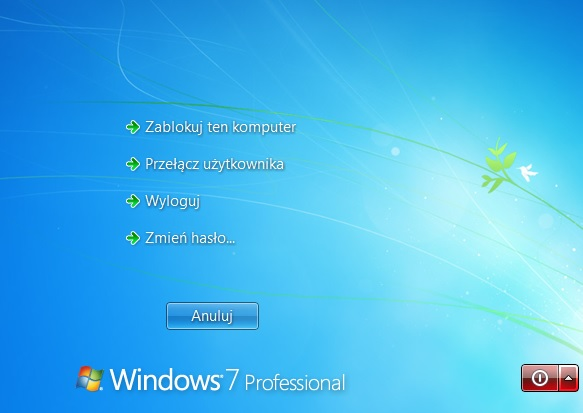 Zablokuj ten komputer
Przełącz użytkownika
Wyloguj
Zmień hasło...
Anuluj
Windows 7 Professional